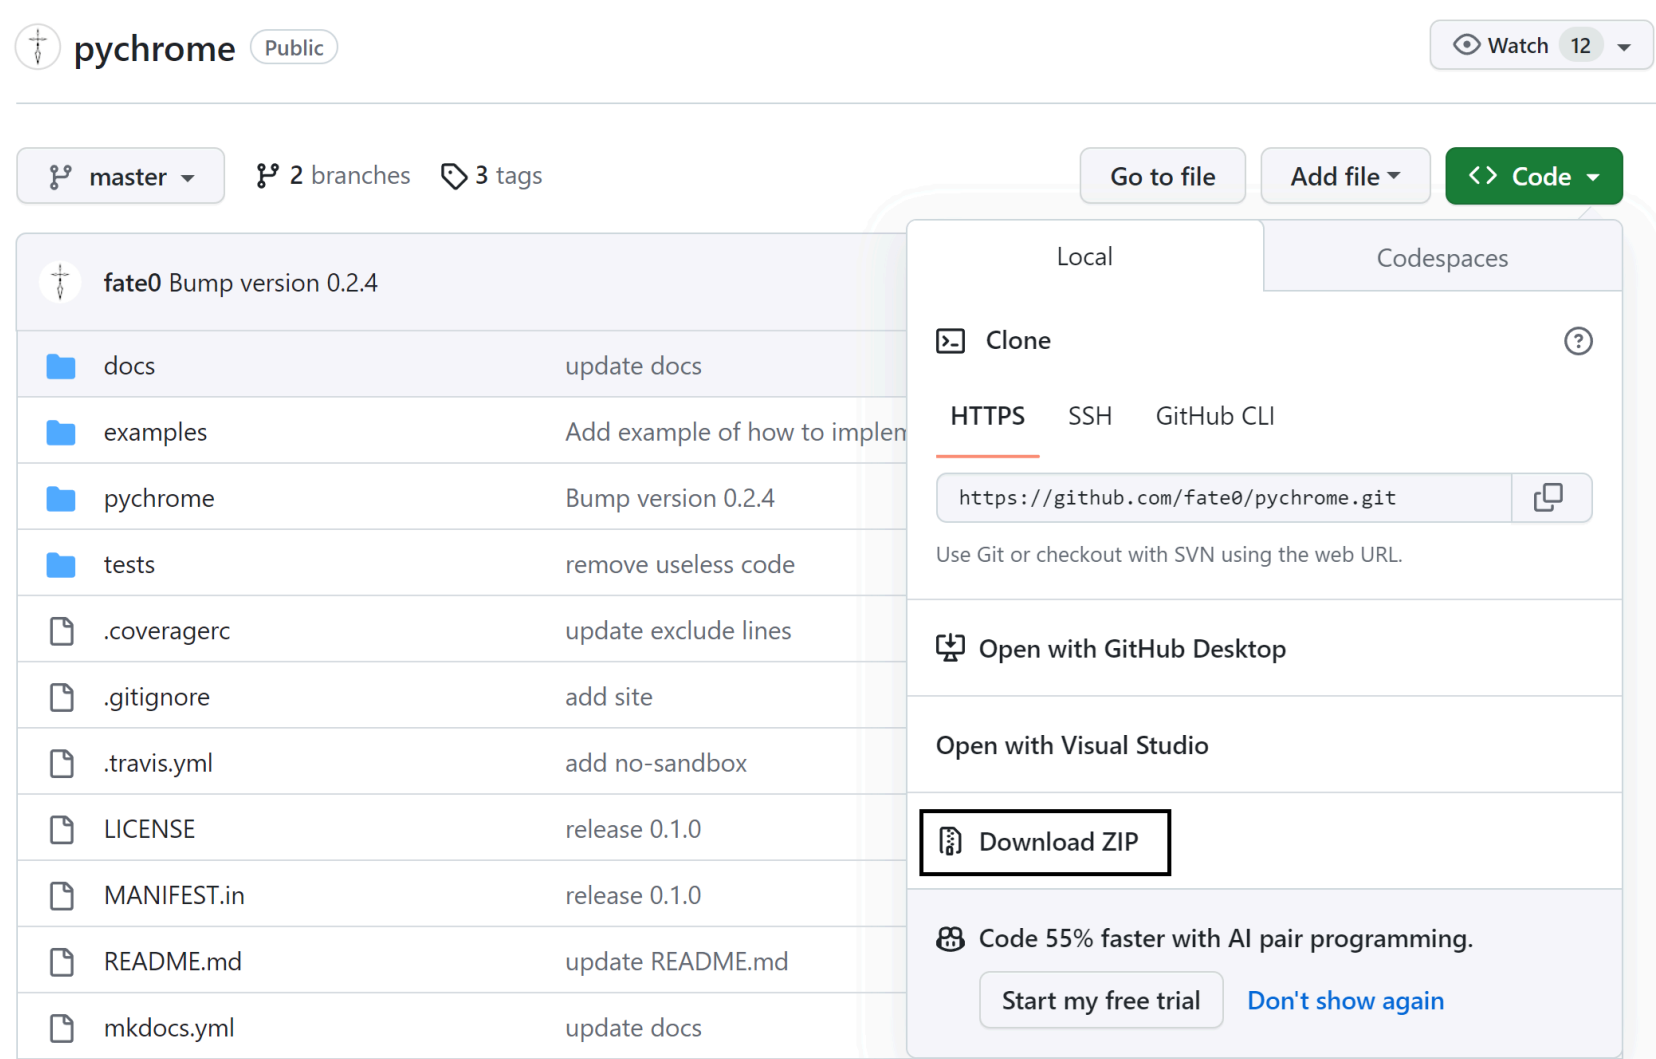 pychrome Public
Watch 12
master 2 branches 3 tags
Go to file Add file Code
fate0 Bump version 0.2.4
docs update docs
examples Add example of how to implem
pychrome Bump version 0.2.4
tests remove useless code
.coveragerc update exclude lines
.gitignore add site
.travis.yml add no-sandbox
LICENSE release 0.1.0
MANIFEST.in release 0.1.0
README.md update README.md
mkdocs.yml update docs
Local Codespaces
Clone
HTTPS SSH GitHub CLI
https://github.com/fate0/pychrome.git
Use Git or checkout with SVN using the web URL.
Open with GitHub Desktop
Open with Visual Studio
Download ZIP
Code 55% faster with AI pair programming.
Start my free trial Don't show again